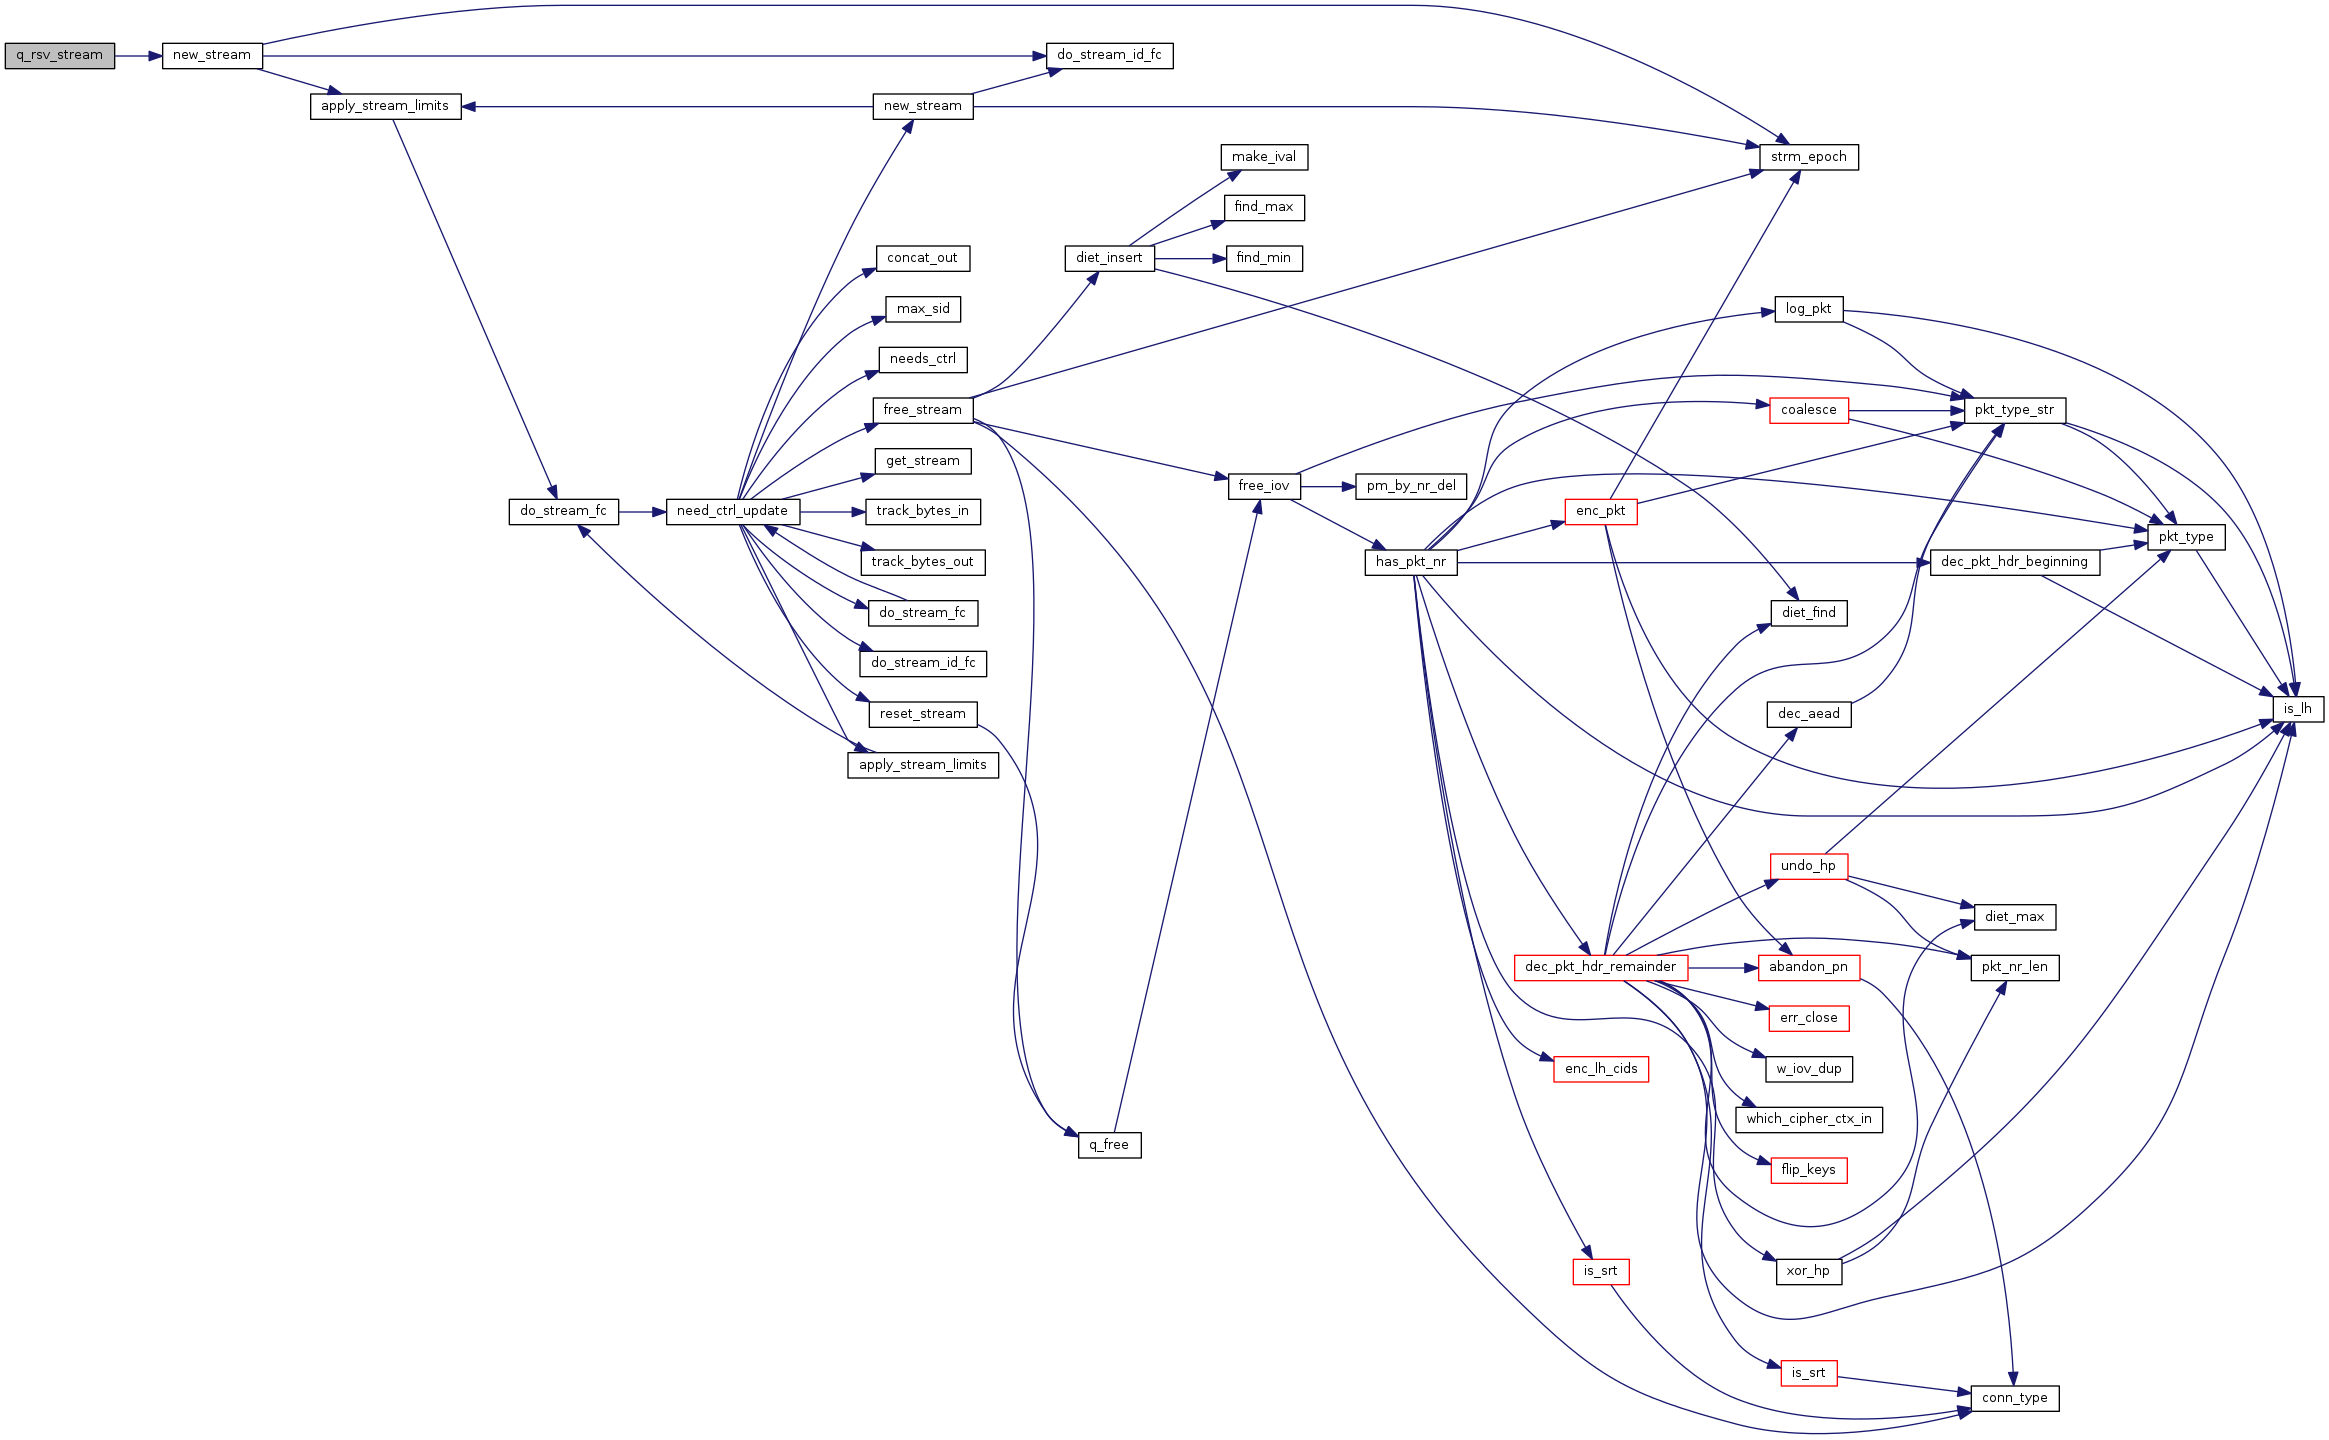 q_rsv_stream
new_stream
do_stream_id_fc
apply_stream_limits
new_stream
make_ival
strm_epoch
find_max
concat_out
diet_insert
find_min
max_sid
log_pkt
needs_ctrl
free_stream
coalesce
pkt_type_str
get_stream
free_iov
pm_by_nr_del
do_stream_fc
need_ctrl_update
track_bytes_in
enc_pkt
pkt_type
track_bytes_out
has_pkt_nr
dec_pkt_hdr_beginning
do_stream_fc
diet_find
do_stream_id_fc
reset_stream
dec_aead
is_lh
apply_stream_limits
undo_hp
diet_max
dec_pkt_hdr_remainder
abandon_pn
pkt_nr_len
err_close
enc_lh_cids
w_iov_dup
which_cipher_ctx_in
q_free
flip_keys
is_srt
xor_hp
is_srt
conn_type